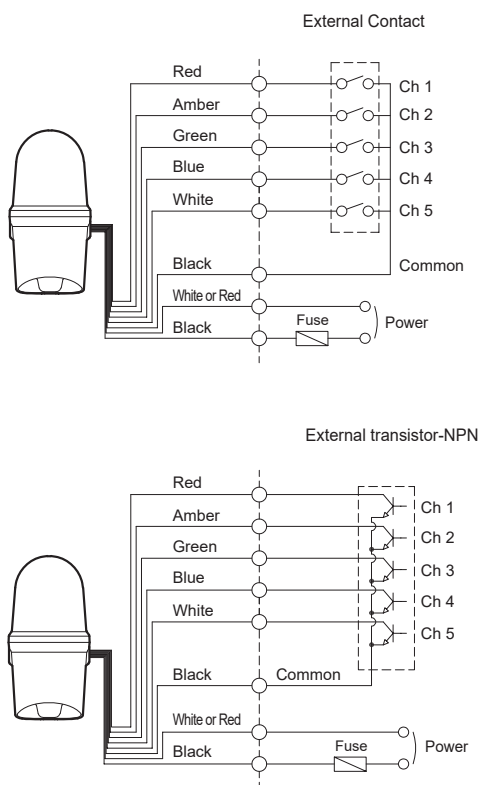 External Contact
Red
Ch 1
Amber
Ch 2
Green
Ch 3
Blue
Ch 4
White
Ch 5
Black
Common
White or Red
Fuse
Power
Black
External transistor-NPN
Red
Ch 1
Amber
Ch 2
Green
Ch 3
Blue
Ch 4
White
Ch 5
Black
Common
White or Red
Fuse
Power
Black